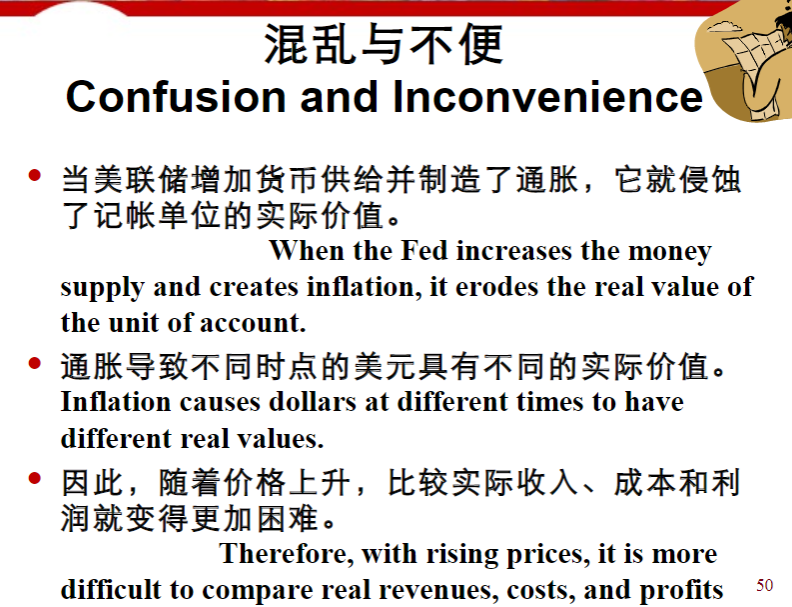 混乱与不便
Confusion and Inconvenience
当美联储增加货币供给并制造了通胀，它就侵蚀
了记帐单位的实际价值。
When the Fed increases the money
supply and creates inflation, it erodes the real value of
the unit of account.
通胀导致不同时点的美元具有不同的实际价值。
Inflation causes dollars at different times to have
different real values.
因此，随着价格上升，比较实际收入、成本和利
润就变得更加困难。
Therefore, with rising prices, it is more
difficult to compare real revenues, costs, and profits
50